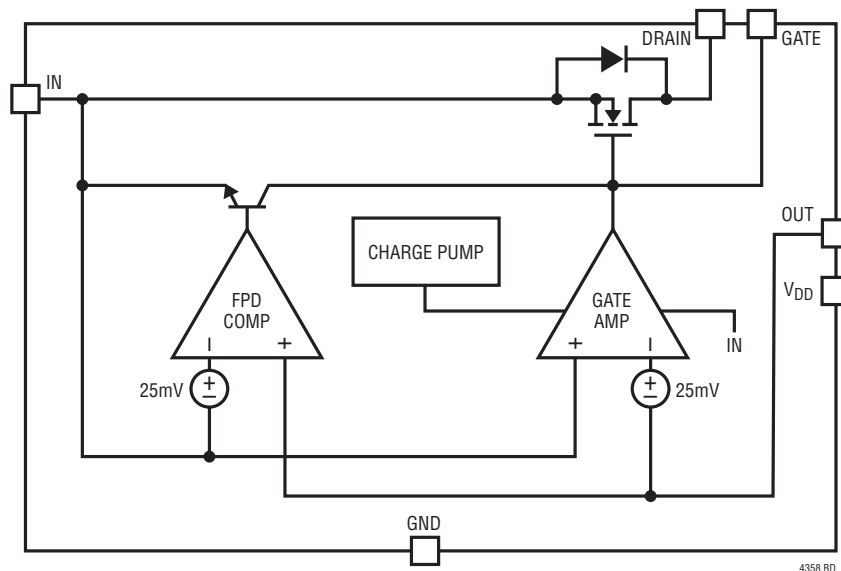 DRAIN
GATE
IN
OUT
CHARGE PUMP
VDD
FPD
COMP
GATE
AMP
IN
− +
+ −
25mV
+
−
25mV
+
−
GND
4358 BD